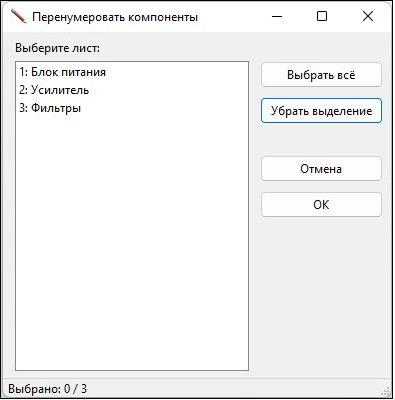 Перенумеровать компоненты
Выберите лист:
1: Блок питания
2: Усилитель
3: Фильтры
Выбрать всё
Убрать выделение
Отмена
ОК
Выбрано: 0 / 3